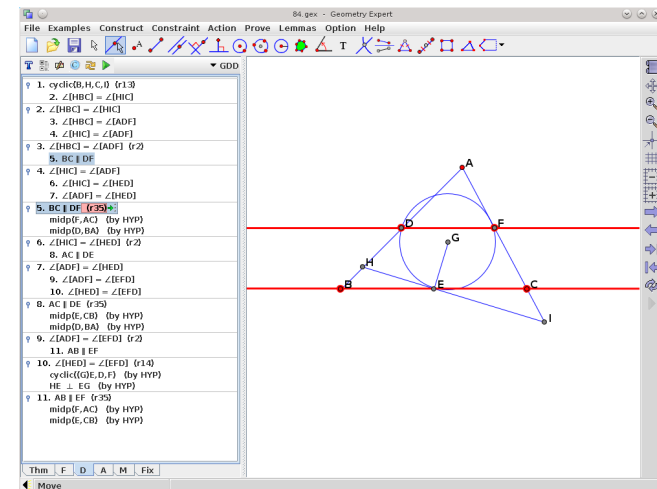 84.gex - Geometry Expert
File Examples Construct Constraint Action Prove Lemmas Option Help
GDD
1. cyclic(B,H,C,I) (r13)
2. ∠[HBC] = ∠[HIC]
2. ∠[HBC] = ∠[HIC]
3. ∠[HBC] = ∠[ADF]
4. ∠[HIC] = ∠[ADF]
3. ∠[HBC] = ∠[ADF] (r2)
5. BC ∥ DF
4. ∠[HIC] = ∠[ADF]
6. ∠[HIC] = ∠[HED]
7. ∠[ADF] = ∠[HED]
5. BC ∥ DF (r35)
midp(F,AC) (by HYP)
midp(D,BA) (by HYP)
6. ∠[HIC] = ∠[HED] (r2)
8. AC ∥ DE
7. ∠[ADF] = ∠[HED]
9. ∠[ADF] = ∠[EFD]
10. ∠[HED] = ∠[EFD]
8. AC ∥ DE (r35)
midp(E,CB) (by HYP)
midp(D,BA) (by HYP)
9. ∠[ADF] = ∠[EFD] (r2)
11. AB ∥ EF
10. ∠[HED] = ∠[EFD] (r14)
cyclic((G)E,D,F) (by HYP)
HE ⊥ EG (by HYP)
11. AB ∥ EF (r35)
midp(F,AC) (by HYP)
midp(E,CB) (by HYP)
A
D
F
G
H
B
E
C
I
Thm F D A M Fix
Move